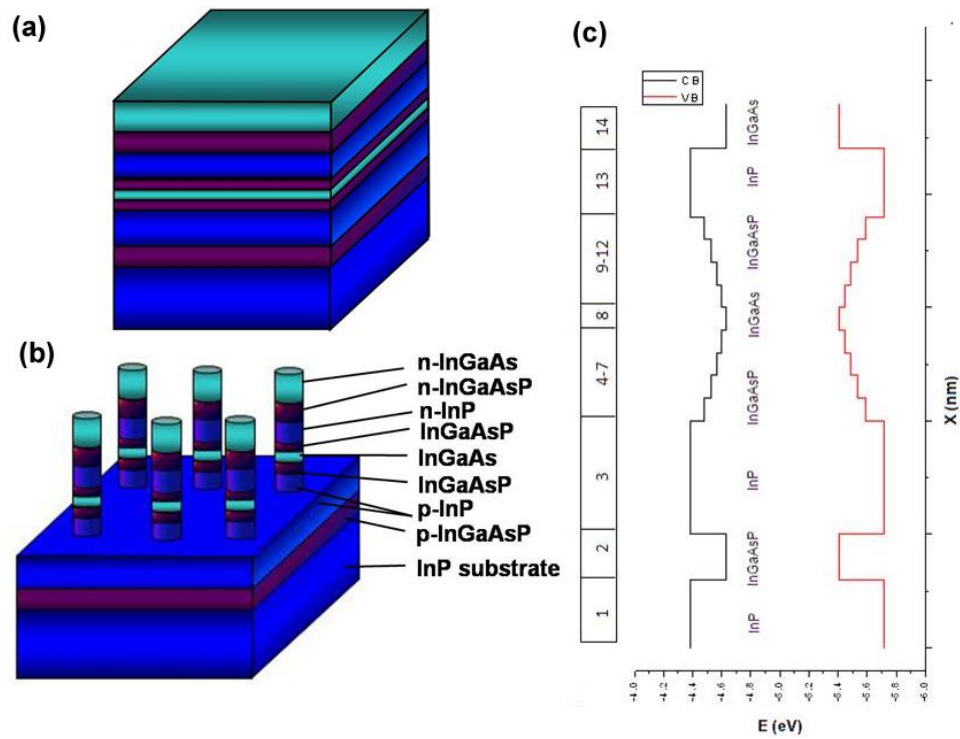 (a)
(b)
n-InGaAs
n-InGaAsP
n-InP
InGaAsP
InGaAs
InGaAsP
p-InP
p-InGaAsP
InP substrate
(c)
CB
VB
14
13
9-12
8
4-7
3
2
1
InGaAs
InP
InGaAsP
InGaAs
InGaAsP
InP
InGaAsP
InP
X (nm)
-4.0
-4.2
-4.4
-4.6
-4.8
-5.0
-5.2
-5.4
-5.6
-5.8
-6.0
E (eV)